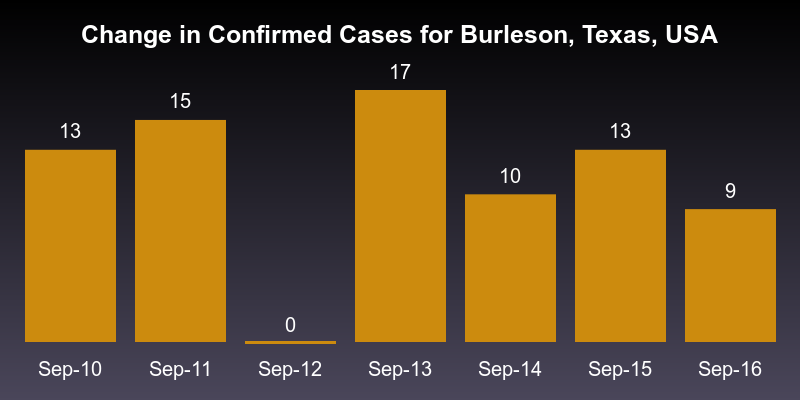 Change in Confirmed Cases for Burleson, Texas, USA
13
15
0
17
10
13
9
Sep-10
Sep-11
Sep-12
Sep-13
Sep-14
Sep-15
Sep-16